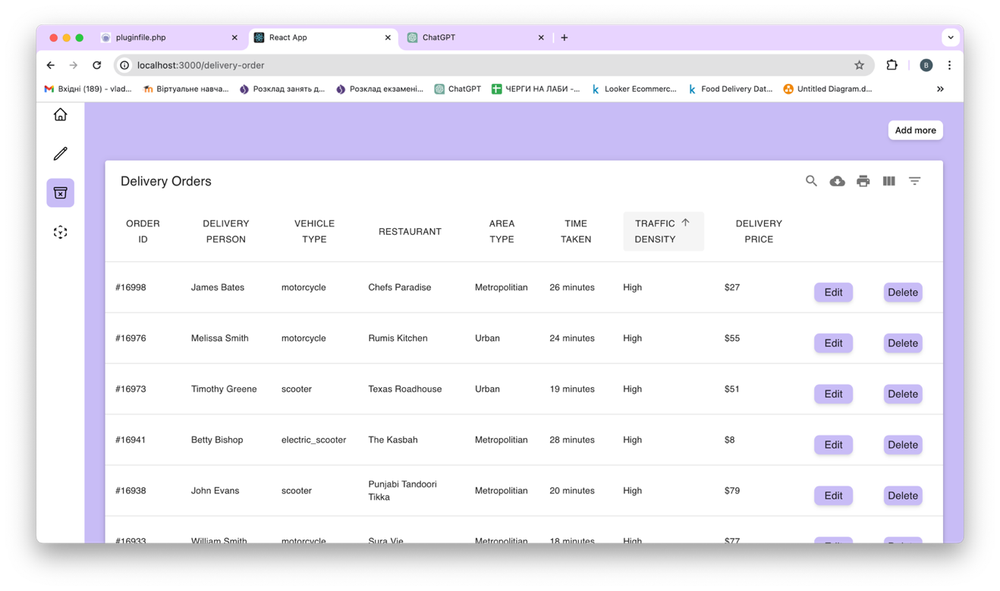 pluginfile.php
React App
ChatGPT
localhost:3000/delivery-order
B
Вхідні (189) – vlad...
Віртуальне навча...
Розклад занять д...
Розклад екзамені...
ChatGPT
ЧЕРГИ НА ЛАБИ -...
Looker Ecommerc...
Food Delivery Dat...
Untitled Diagram.d...
Add more
Delivery Orders
ORDER ID
DELIVERY PERSON
VEHICLE TYPE
RESTAURANT
AREA TYPE
TIME TAKEN
TRAFFIC DENSITY
DELIVERY PRICE
#16998 James Bates motorcycle Chefs Paradise Metropolitian 26 minutes High $27 Edit Delete
#16976 Melissa Smith motorcycle Rumis Kitchen Urban 24 minutes High $55 Edit Delete
#16973 Timothy Greene scooter Texas Roadhouse Urban 19 minutes High $51 Edit Delete
#16941 Betty Bishop electric_scooter The Kasbah Metropolitian 28 minutes High $8 Edit Delete
#16938 John Evans scooter Punjabi Tandoori Tikka Metropolitian 20 minutes High $79 Edit Delete
#16933 William Smith motorcycle Sura Vie Metropolitian 18 minutes High $77